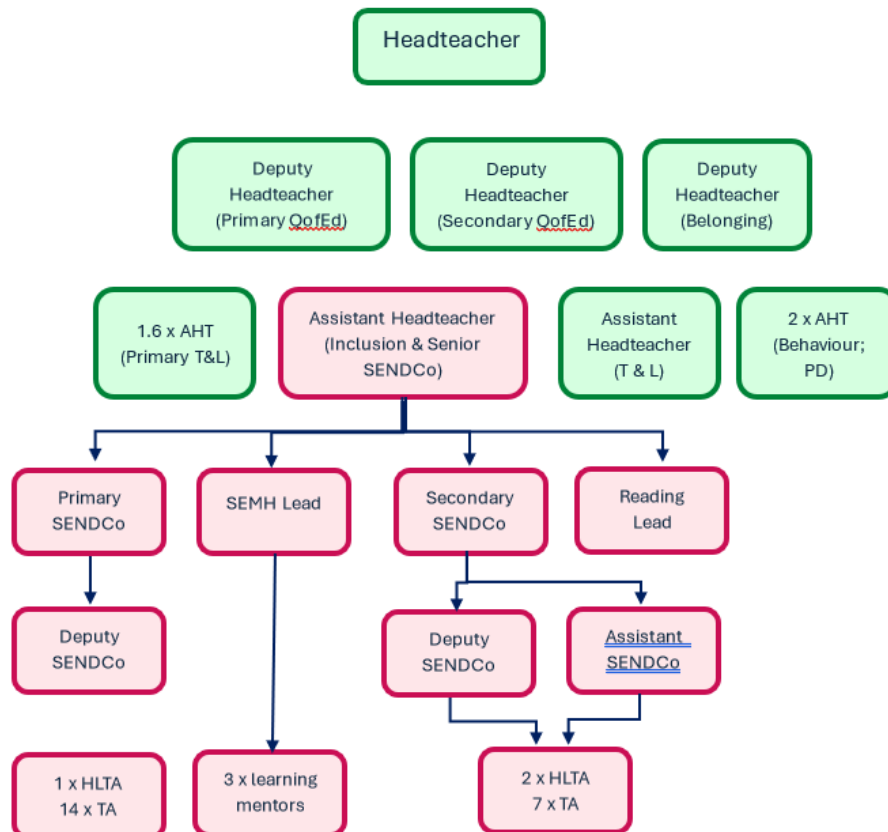 Headteacher
Deputy
Headteacher
(Primary QofEd)
Deputy
Headteacher
(Secondary QofEd)
Deputy
Headteacher
(Belonging)
1.6 x AHT
(Primary T&L)
Assistant Headteacher
(Inclusion & Senior
SENDCo)
Assistant
Headteacher
(T & L)
2 x AHT
(Behaviour;
PD)
Primary
SENDCo
SEMH Lead
Secondary
SENDCo
Reading
Lead
Deputy
SENDCo
Deputy
SENDCo
Assistant
SENDCo
1 x HLTA
14 x TA
3 x learning
mentors
2 x HLTA
7 x TA